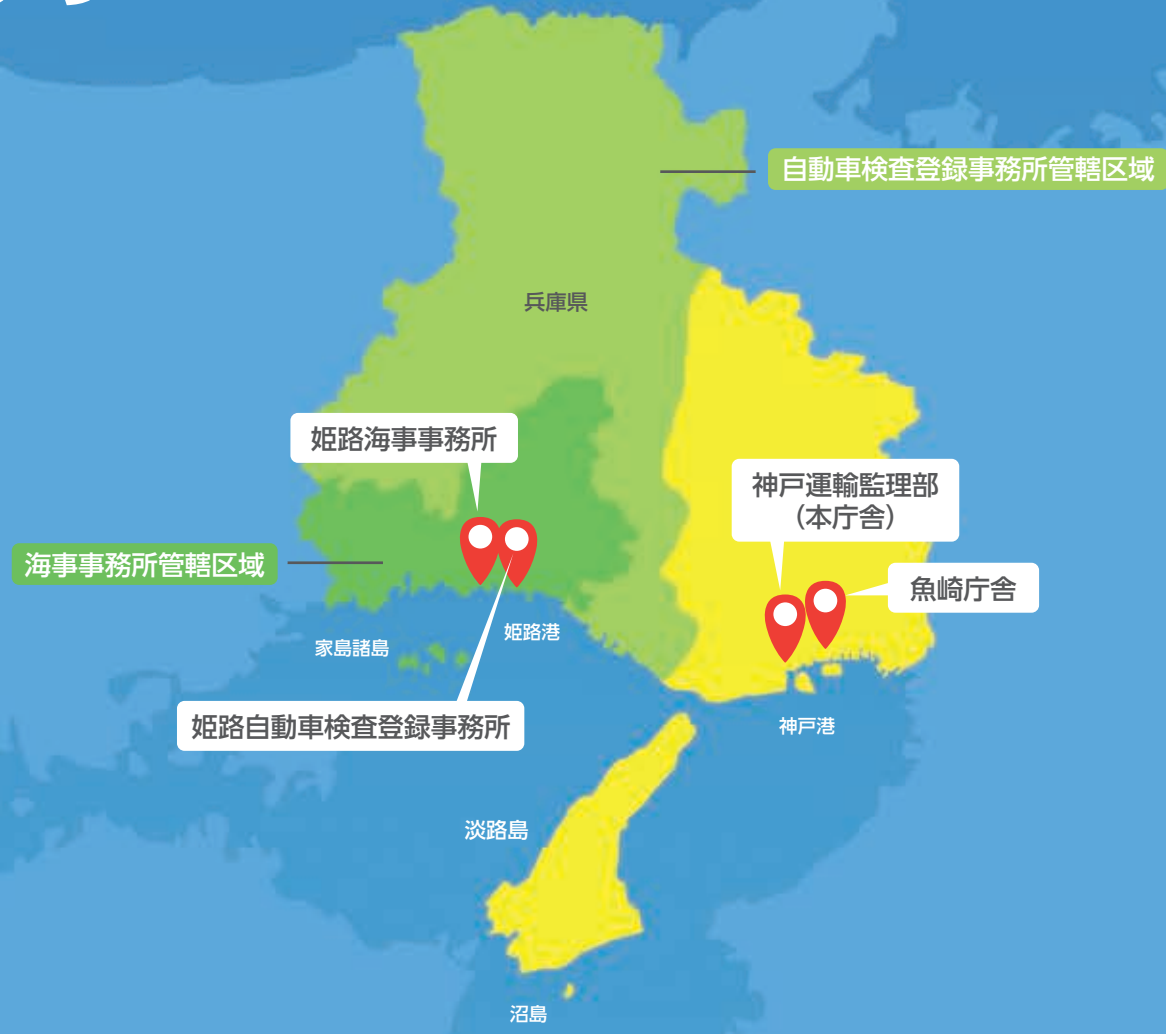 自動車検査登録事務所管轄区域
兵庫県
姫路海事事務所
神戸運輸監理部
（本庁舎）
海事事務所管轄区域
魚崎庁舎
姫路港
家島諸島
姫路自動車検査登録事務所
神戸港
淡路島
沼島